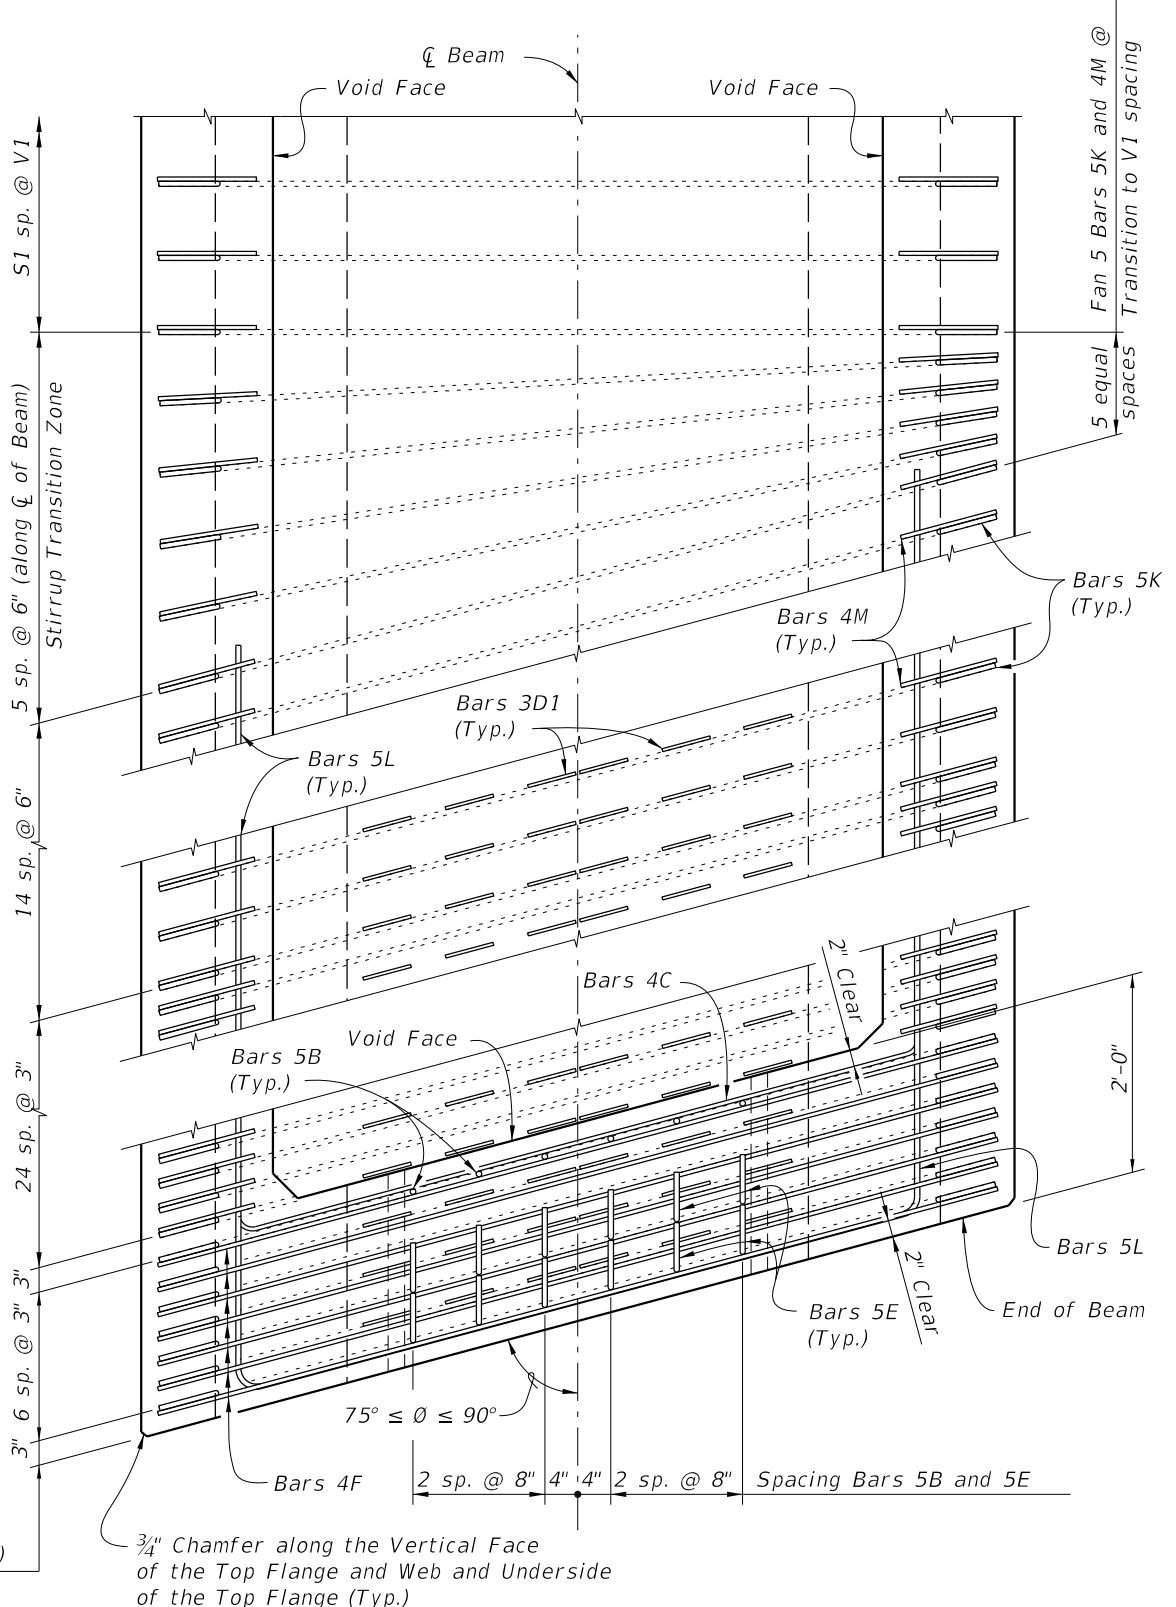 ℄ Beam
Void Face
Void Face
S1 sp. @ V1
Fan 5 Bars 5K and 4M @
Transition to V1 spacing
5 equal
spaces
5 sp. @ 6" (along ℄ of Beam)
Stirrup Transition Zone
Bars 5K
(Typ.)
Bars 4M
(Typ.)
Bars 3D1
(Typ.)
Bars 5L
(Typ.)
14 sp. @ 6"
2" Clear
Bars 4C
Void Face
Bars 5B
(Typ.)
2'-0"
24 sp. @ 3"
3"
6 sp. @ 3"
3"
Bars 5L
2" Clear
Bars 5E
(Typ.)
End of Beam
75° ≤ Ø ≤ 90°
Bars 4F
2 sp. @ 8"
4"
4"
2 sp. @ 8"
Spacing Bars 5B and 5E
¾" Chamfer along the Vertical Face
of the Top Flange and Web and Underside
of the Top Flange (Typ.)
)